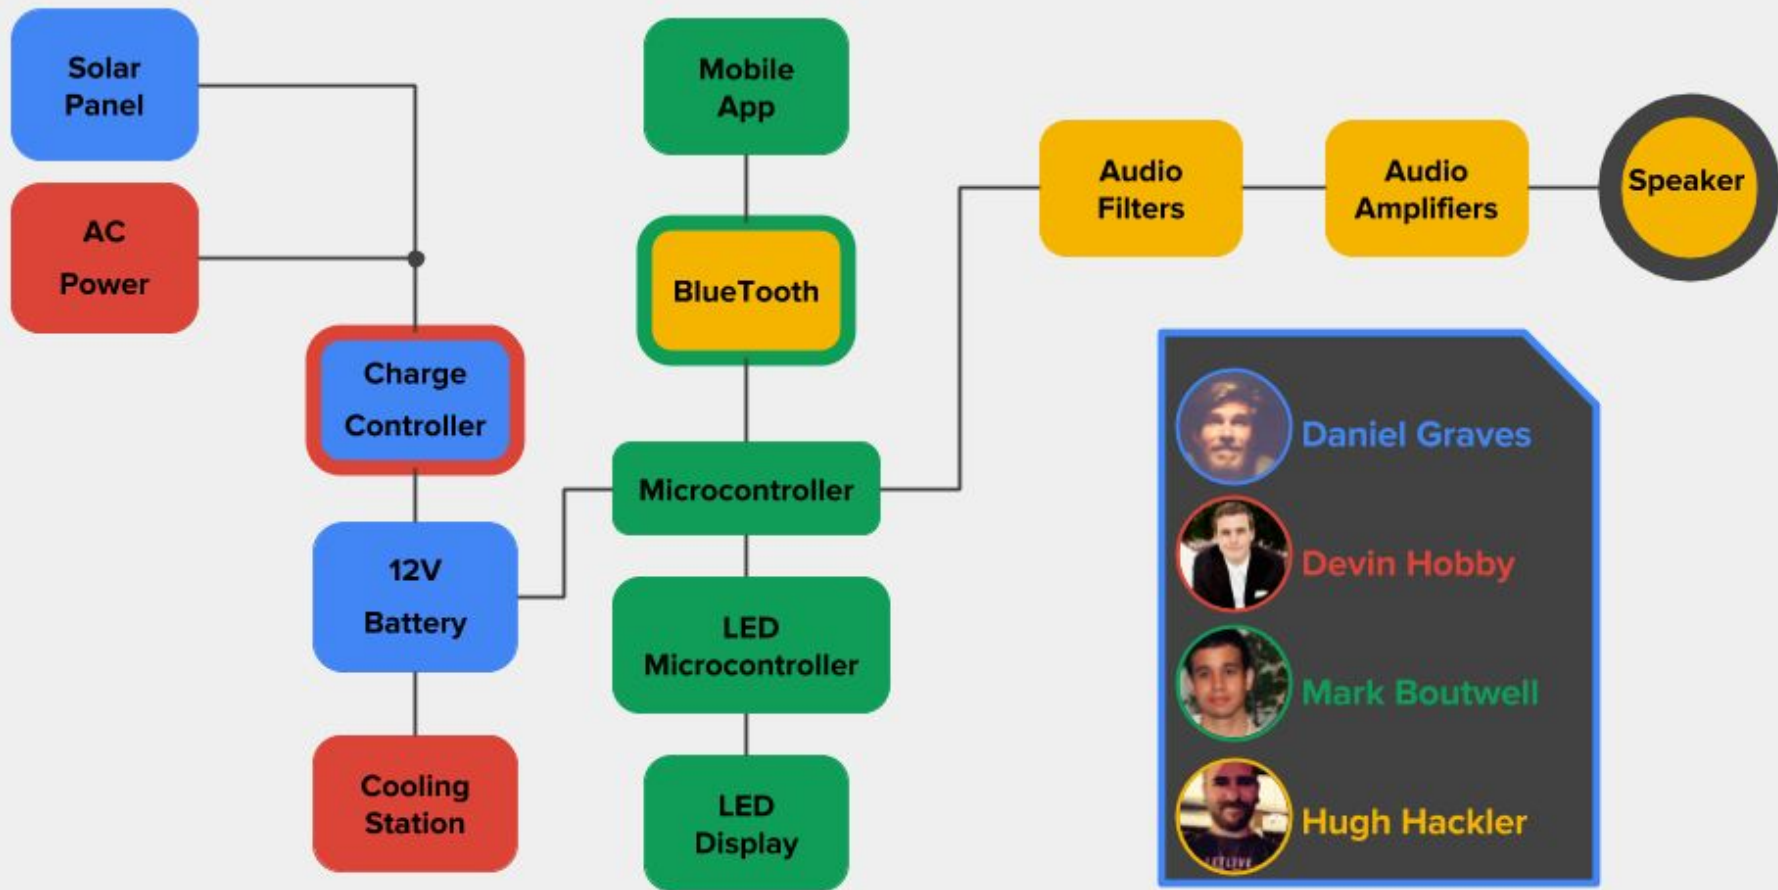 Solar
Panel
AC
Power
Charge
Controller
12V
Battery
Cooling
Station
Mobile
App
BlueTooth
Microcontroller
LED
Microcontroller
LED
Display
Audio
Filters
Audio
Amplifiers
Speaker
Daniel Graves
Devin Hobby
Mark Boutwell
Hugh Hackler
LETLIVE